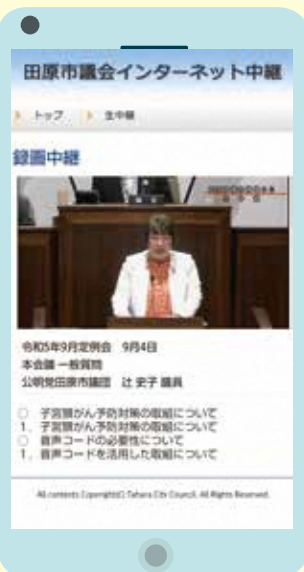 田原市議会インターネット中継
トップ 生中継
録画中継
令和5年9月定例会 9月4日
本会議 一般質問
公明党田原市議団 辻 史子 議員
○ 子宮頸がん予防対策の取組について
1. 子宮頸がん予防対策の取組について
○ 音声コードの必要性について
1. 音声コードを活用した取組について
All contents Copyright(C) Tahara City Council. All Rights Reserved.